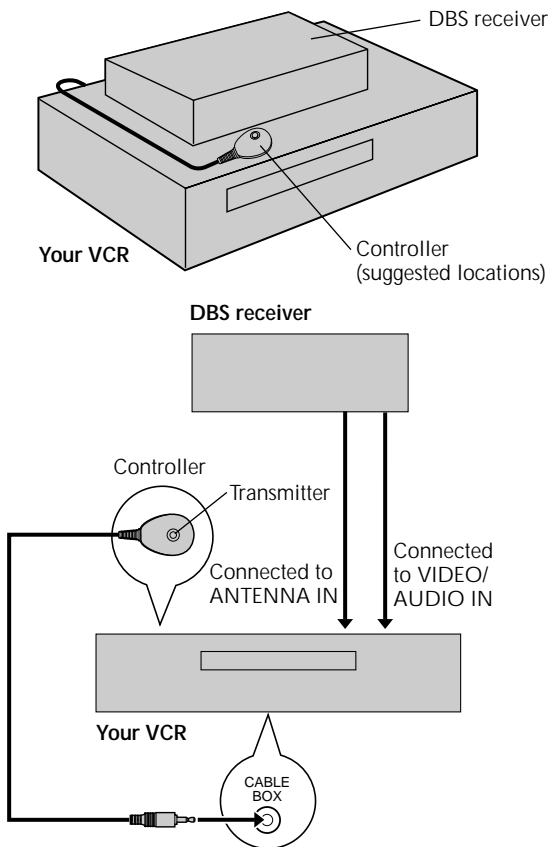 DBS receiver
Your VCR
Controller
(suggested locations)
DBS receiver
Controller
Transmitter
Connected to
ANTENNA IN
Connected
to VIDEO/
AUDIO IN
Your VCR
CABLE
BOX